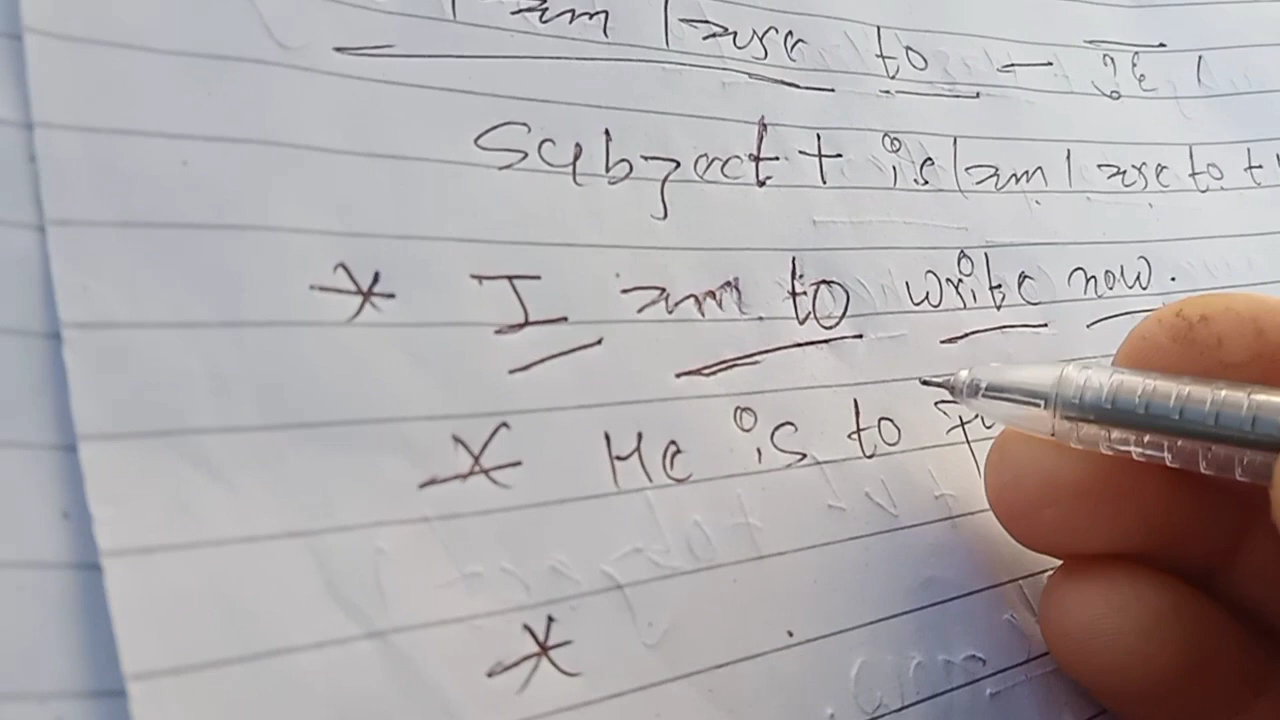 am / are to –
Subject + is/am/are to +
* I am to write now.
* He is to
*